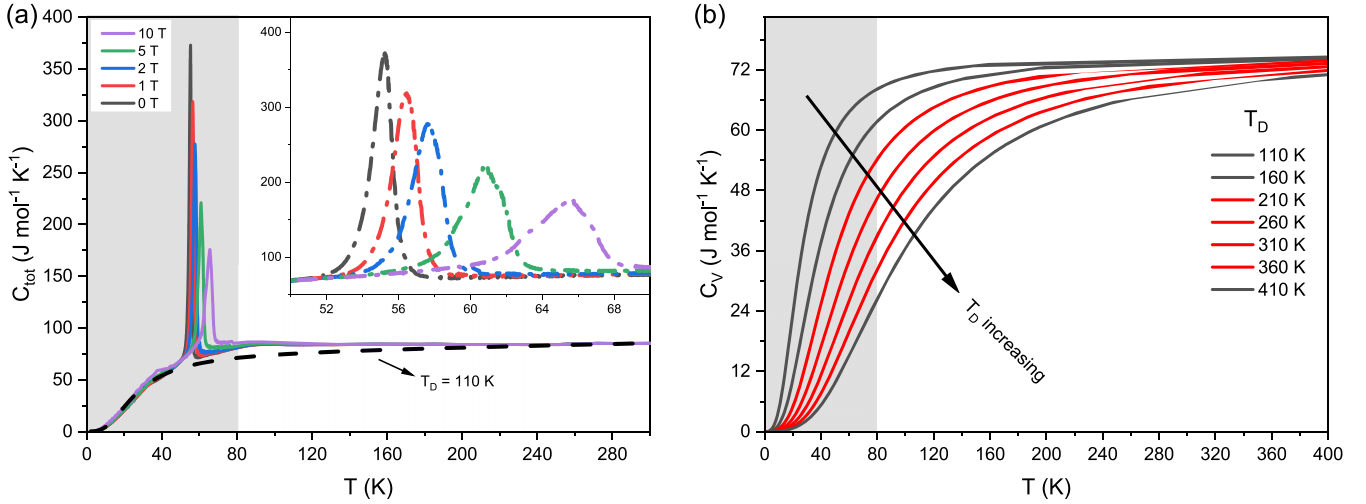 (a)
C_tot (J mol⁻¹ K⁻¹)
400
350
300
250
200
150
100
50
0
10 T
5 T
2 T
1 T
0 T
400
300
200
100
52 56 60 64 68
T_D = 110 K
0 40 80 120 160 200 240 280
T (K)
(b)
C_V (J mol⁻¹ K⁻¹)
72
60
48
36
24
12
0
T_D increasing
T_D
110 K
160 K
210 K
260 K
310 K
360 K
410 K
0 40 80 120 160 200 240 280 320 360 400
T (K)